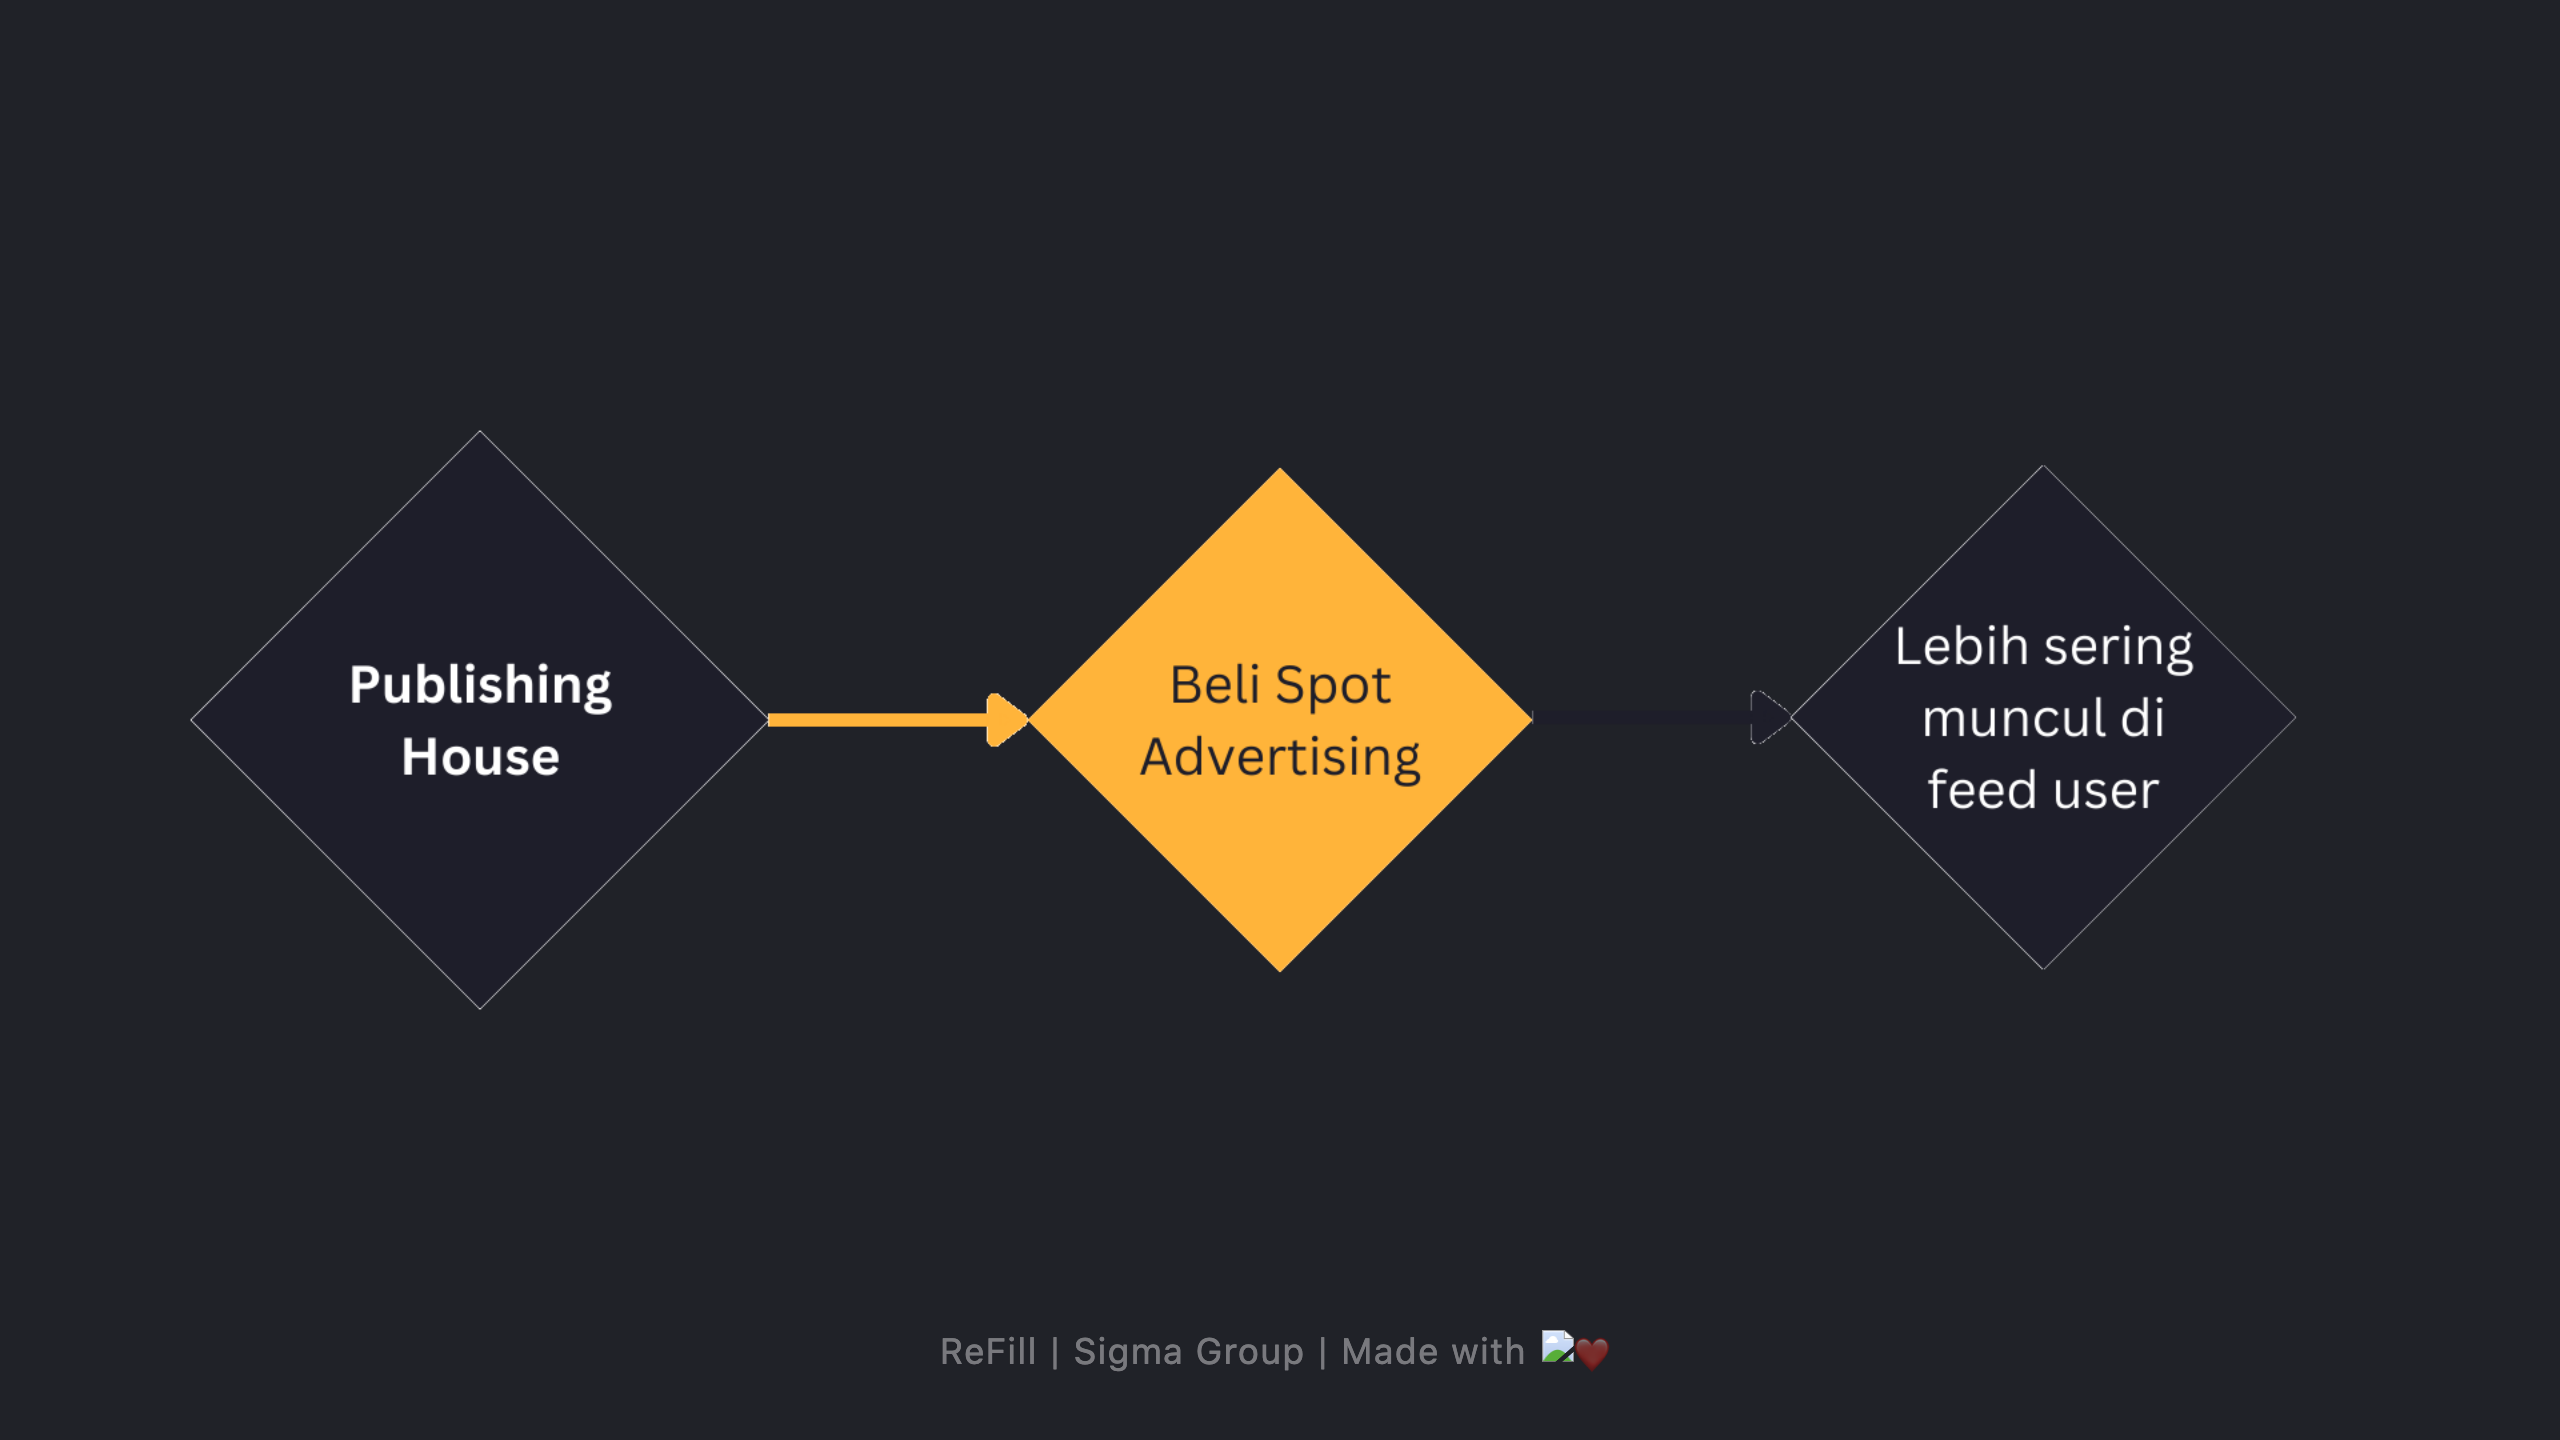 Publishing
House
Beli Spot
Advertising
Lebih sering
muncul di
feed user
ReFill | Sigma Group | Made with ♥